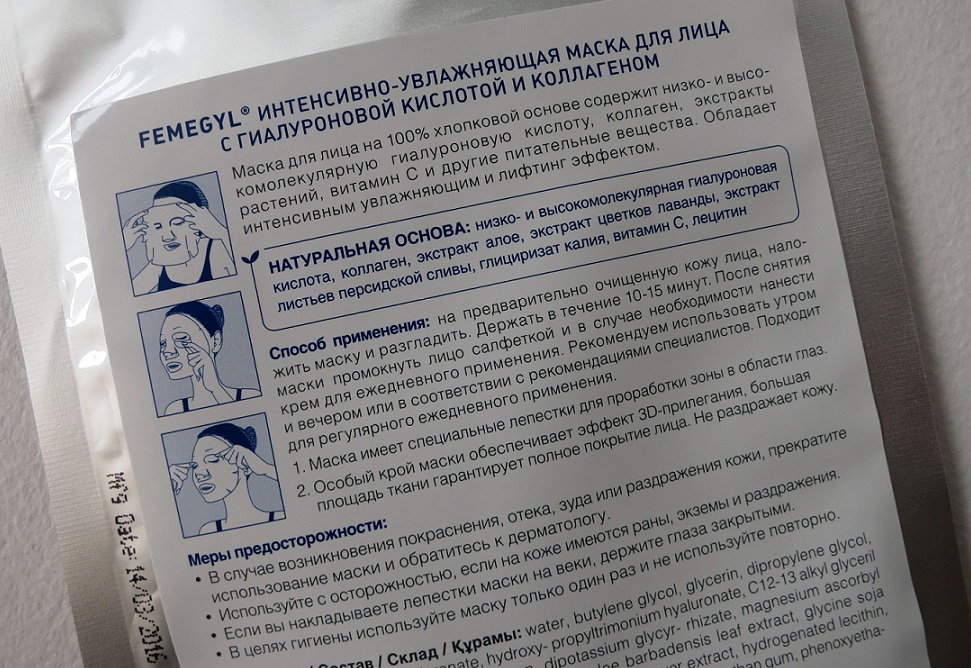 FEMEGYL® ИНТЕНСИВНО-УВЛАЖНЯЮЩАЯ МАСКА ДЛЯ ЛИЦА
С ГИАЛУРОНОВОЙ КИСЛОТОЙ И КОЛЛАГЕНОМ
Маска для лица на 100% хлопковой основе содержит низко- и высо-
комолекулярную гиалуроновую кислоту, коллаген, экстракты
растений, витамин С и другие питательные вещества. Обладает
интенсивным увлажняющим и лифтинг эффектом.
НАТУРАЛЬНАЯ ОСНОВА: низко- и высокомолекулярная гиалуроновая
кислота, коллаген, экстракт алое, экстракт цветков лаванды, экстракт
листьев персидской сливы, глициризат калия, витамин С, лецитин
Способ применения: на предварительно очищенную кожу лица, нало-
жить маску и разгладить. Держать в течение 10-15 минут. После снятия
маски промокнуть лицо салфеткой и в случае необходимости нанести
крем для ежедневного применения. Рекомендуем использовать утром
и вечером или в соответствии с рекомендациями специалистов. Подходит
для регулярного ежедневного применения.
1. Маска имеет специальные лепестки для проработки зоны в области глаз.
2. Особый крой маски обеспечивает эффект 3D-прилегания, большая
площадь ткани гарантирует полное покрытие лица. Не раздражает кожу.
Меры предосторожности:
• В случае возникновения покраснения, отека, зуда или раздражения кожи, прекратите
использование маски и обратитесь к дерматологу.
• Используйте с осторожностью, если на коже имеются раны, экземы и раздражения.
• Если вы накладываете лепестки маски на веки, держите глаза закрытыми.
• В целях гигиены используйте маску только один раз и не используйте повторно.
/ Состав / Склад / Құрамы: water, butylene glycol, glycerin, dipropylene glycol,
hydroxy- propyltrimonium hyaluronate, C12-13 alkyl glyceryl
dipotassium glycyr- rhizate, magnesium ascorbyl
barbadensis leaf extract, glycine soja
extract, hydrogenated lecithin,
gum, phenoxyetha-
Mfg Date:14/03/2016